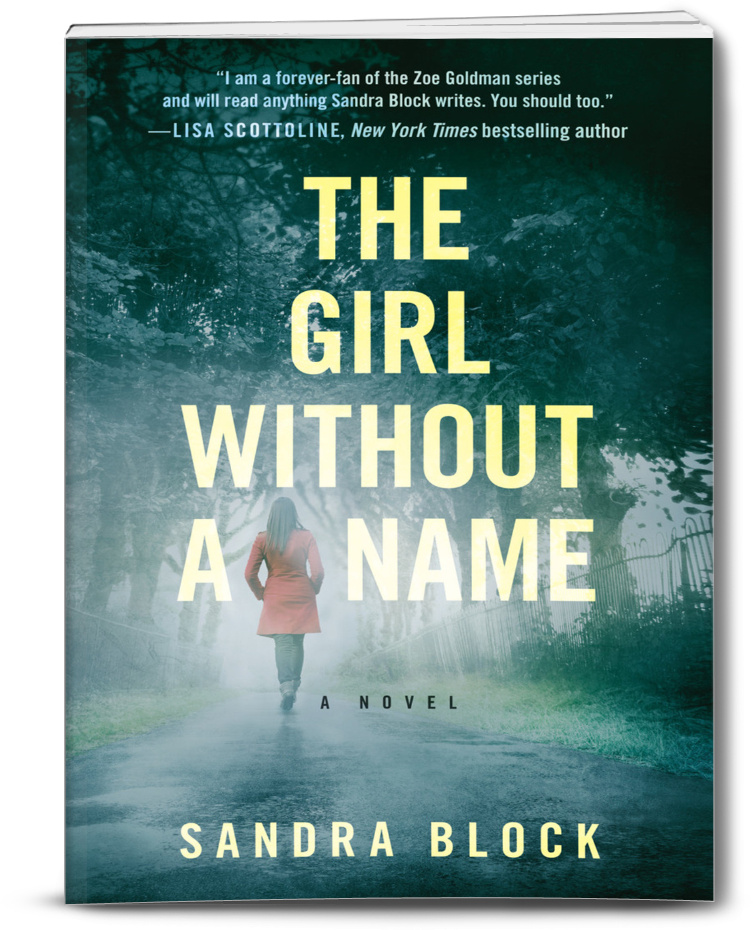 “I am a forever-fan of the Zoe Goldman series
and will read anything Sandra Block writes. You should too.”
—LISA SCOTTOLINE, New York Times bestselling author
THE
GIRL
WITHOUT
A NAME
A NOVEL
SANDRA BLOCK